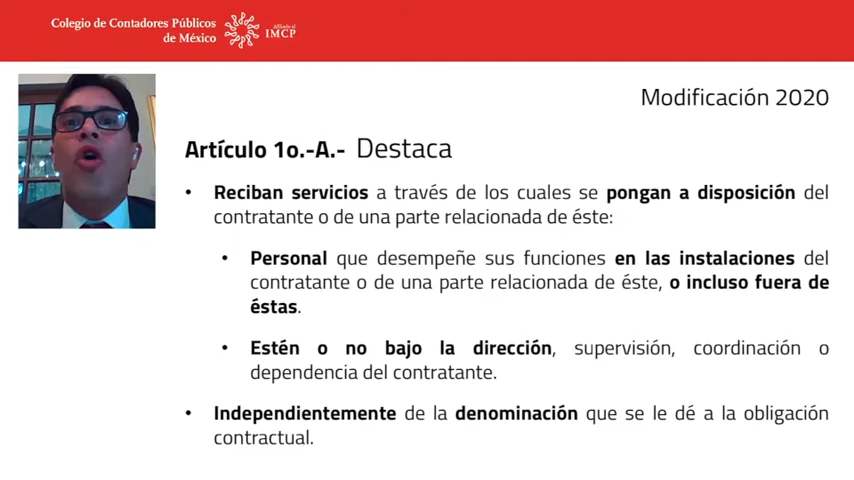 Colegio de Contadores Públicos
de México
Afiliado al
IMCP
Modificación 2020
Artículo 1o.-A.- Destaca
• Reciban servicios a través de los cuales se pongan a disposición del
contratante o de una parte relacionada de éste:
• Personal que desempeñe sus funciones en las instalaciones del
contratante o de una parte relacionada de éste, o incluso fuera de
éstas.
• Estén o no bajo la dirección, supervisión, coordinación o
dependencia del contratante.
• Independientemente de la denominación que se le dé a la obligación
contractual.